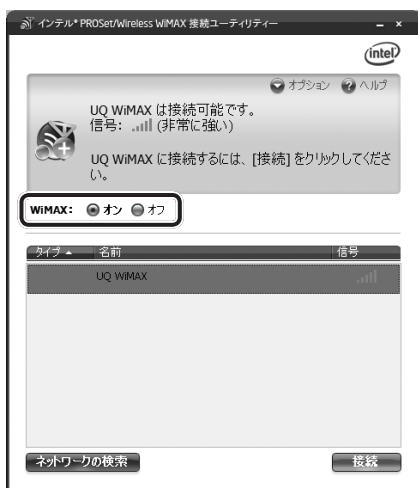 インテル® PROSet/Wireless WiMAX 接続ユーティリティー
intel
オプション ヘルプ
UQ WiMAX は接続可能です。
信号: (非常に強い)
UQ WiMAX に接続するには、[接続] をクリックしてくださ
い。
WiMAX: オン オフ
タイプ 名前 信号
UQ WiMAX
ネットワークの検索 接続